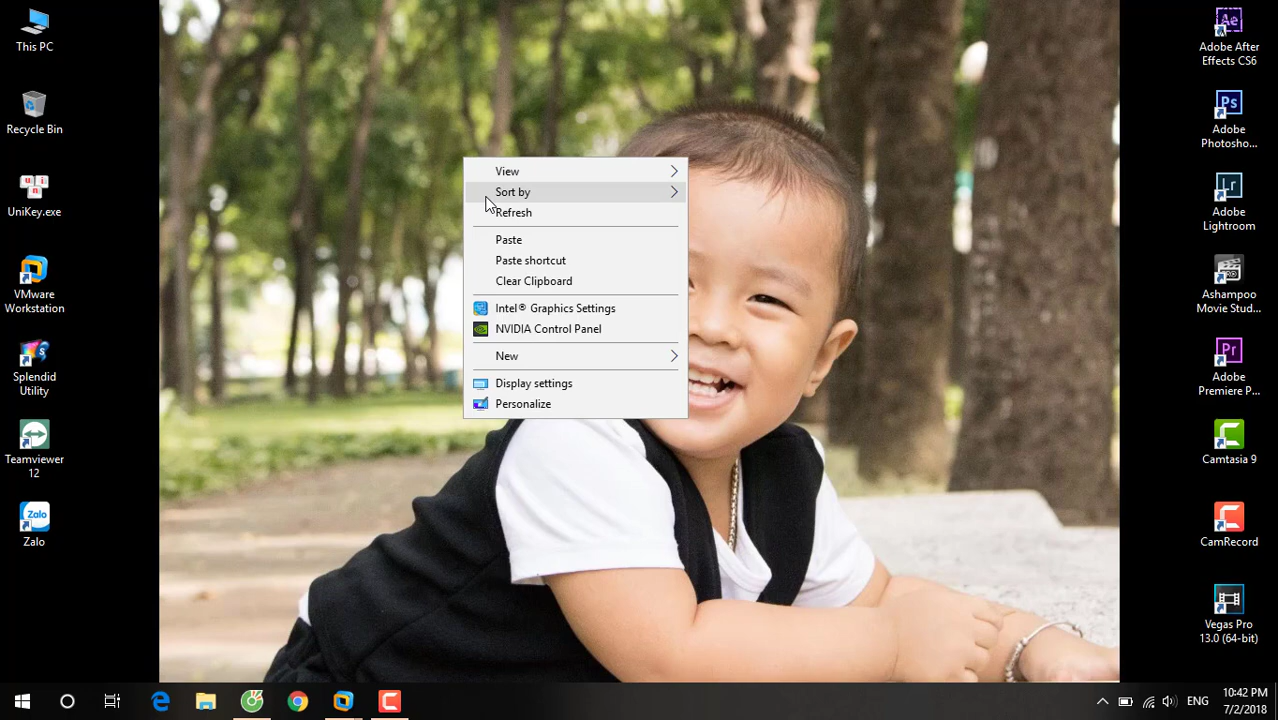 This PC
Recycle Bin
UniKey.exe
VMware
Workstation
Splendid
Utility
Teamviewer
12
Zalo
Zalo
View
Sort by
Refresh
Paste
Paste shortcut
Clear Clipboard
Intel® Graphics Settings
NVIDIA Control Panel
New
Display settings
Personalize
Ae
Adobe After
Effects CS6
Ps
Adobe
Photosho...
Lr
Adobe
Lightroom
Ashampoo
Movie Stud...
Pr
Adobe
Premiere P...
Camtasia 9
CamRecord
Vegas Pro
13.0 (64-bit)
ENG
10:42 PM
7/2/2018